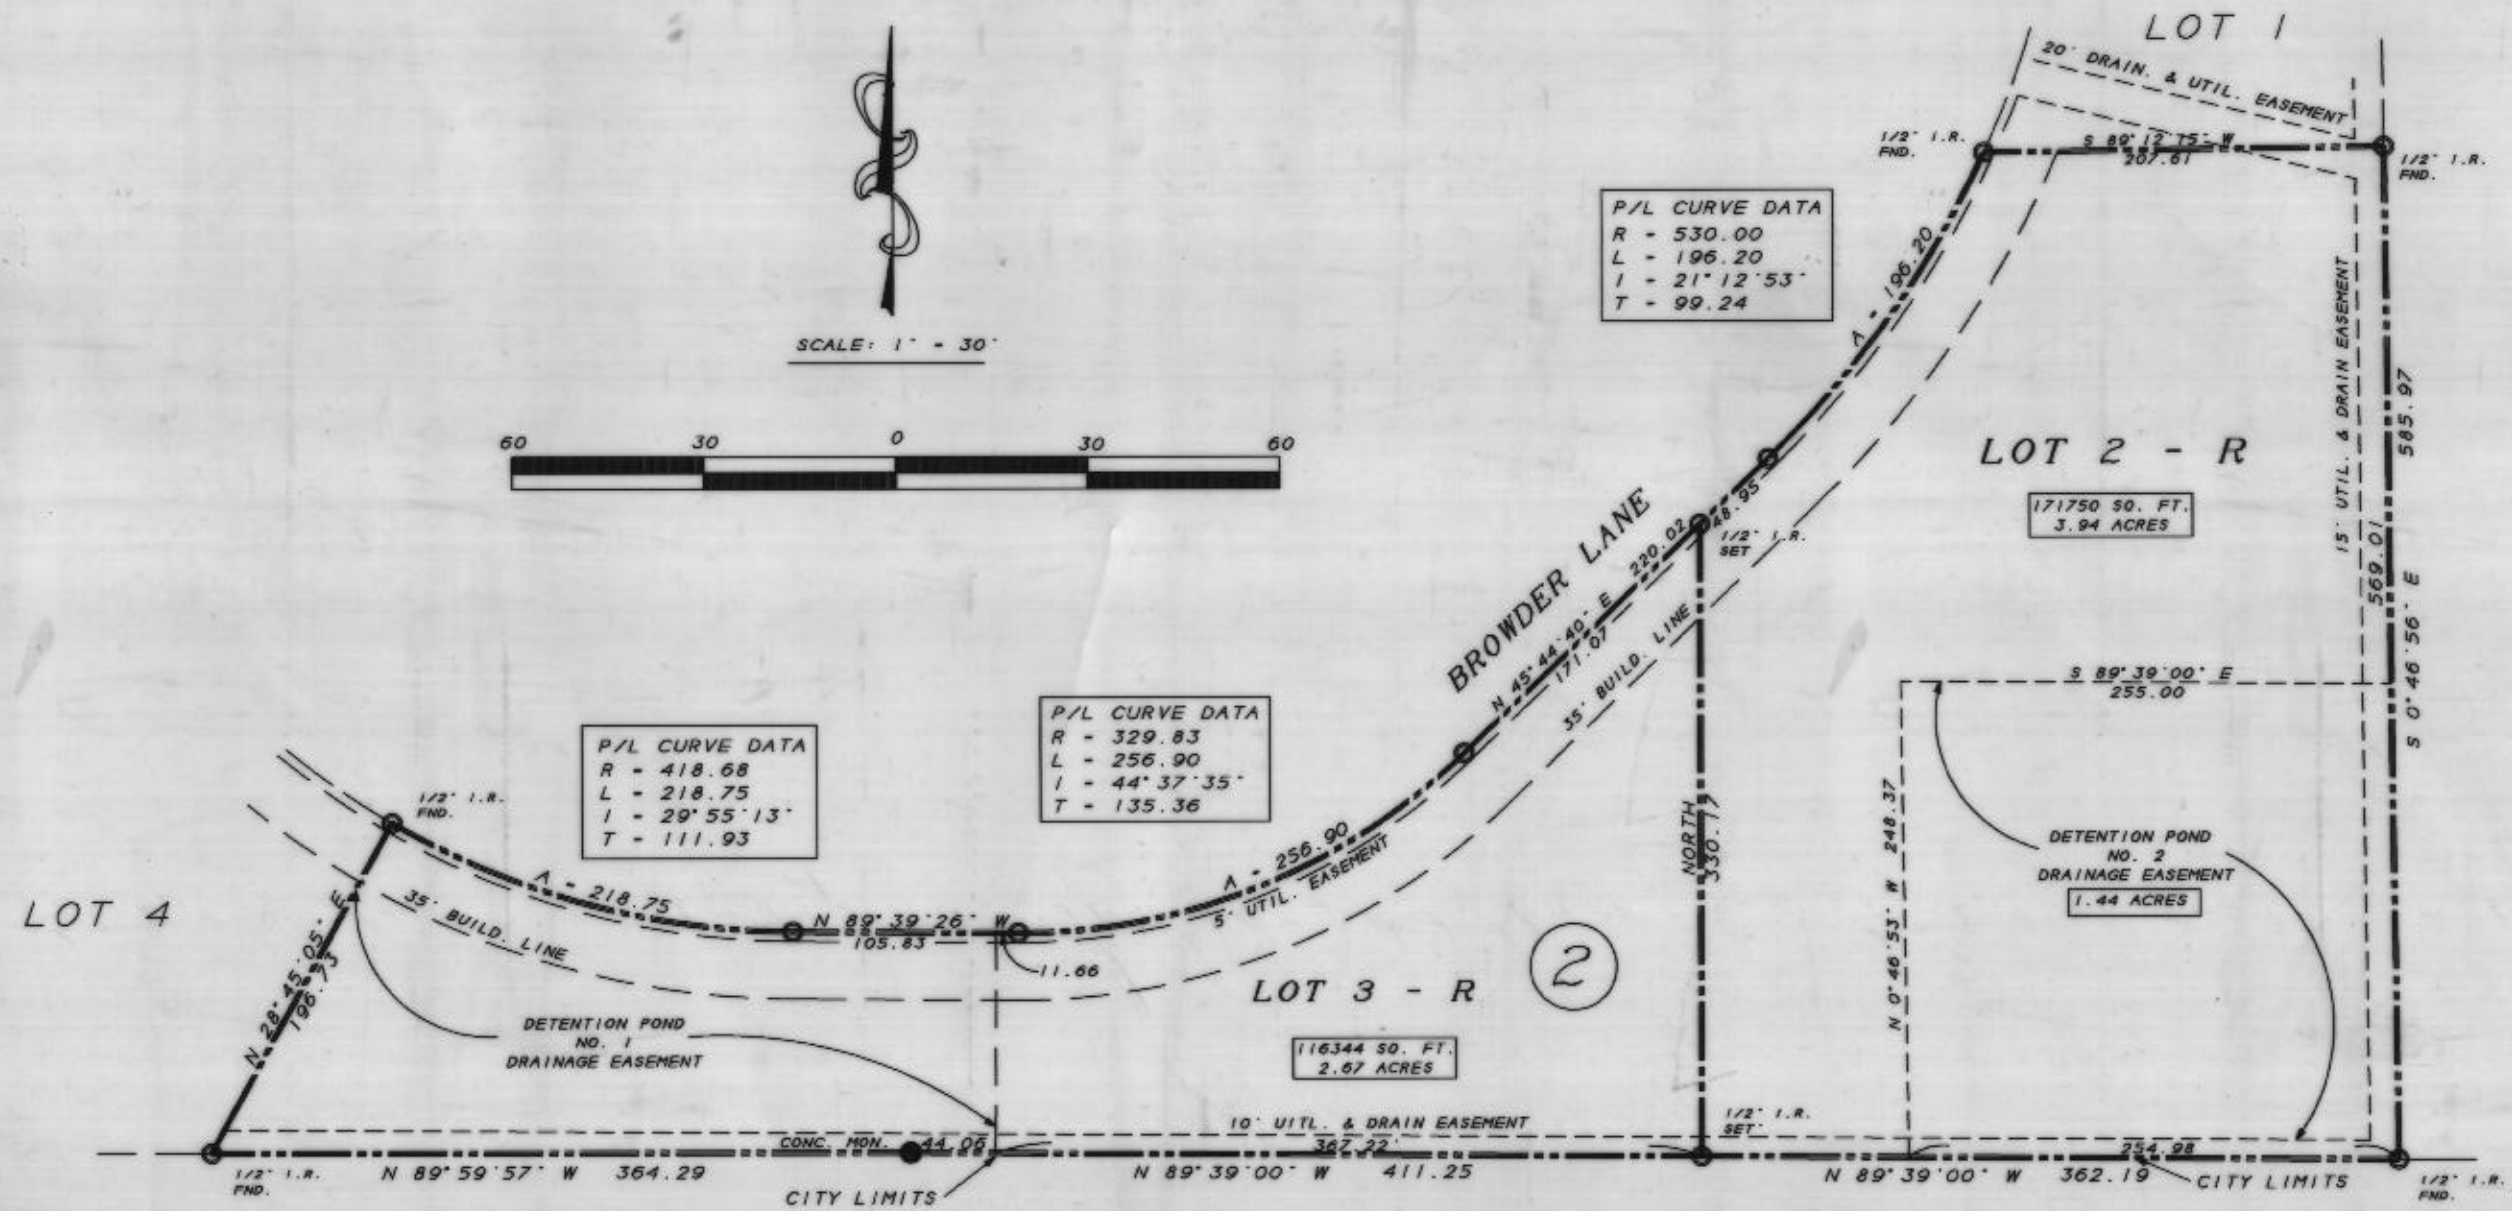 LOT 1
20' DRAIN. & UTIL. EASEMENT
1/2" I.R.
FND.
S 89°12'15" W
207.61
1/2" I.R.
FND.
P/L CURVE DATA
R - 530.00
L - 196.20
I - 21°12'53"
T - 99.24
A - 196.20
SCALE: 1" - 30'
60 30 0 30 60
15' UTIL. & DRAIN EASEMENT
585.97
569.01
S 0°46'56" E
LOT 2 - R
171750 SQ. FT.
3.94 ACRES
BROWDER LANE
48.95
220.02
N 45°44'40" E
171.07
1/2" I.R.
SET
35' BUILD. LINE
S 89°39'00" E
255.00
P/L CURVE DATA
R - 418.68
L - 218.75
I - 29°55'13"
T - 111.93
P/L CURVE DATA
R - 329.83
L - 256.90
I - 44°37'35"
T - 135.36
NORTH
330.17
N 0°46'53" W 248.37
DETENTION POND
NO. 2
DRAINAGE EASEMENT
1.44 ACRES
1/2" I.R.
FND.
LOT 4
N 28°45'05" E
196.73
A - 218.75
35' BUILD. LINE
N 89°39'26" W
105.83
11.66
A - 256.90
5' UTIL. EASEMENT
LOT 3 - R
2
116344 SQ. FT.
2.67 ACRES
DETENTION POND
NO. 1
DRAINAGE EASEMENT
10' UITL. & DRAIN EASEMENT
1/2" I.R.
SET
CONC. MON.
44.06
367.22'
254.98
1/2" I.R.
FND.
N 89°59'57" W 364.29
CITY LIMITS
N 89°39'00" W 411.25
N 89°39'00" W 362.19
CITY LIMITS
1/2" I.R.
FND.